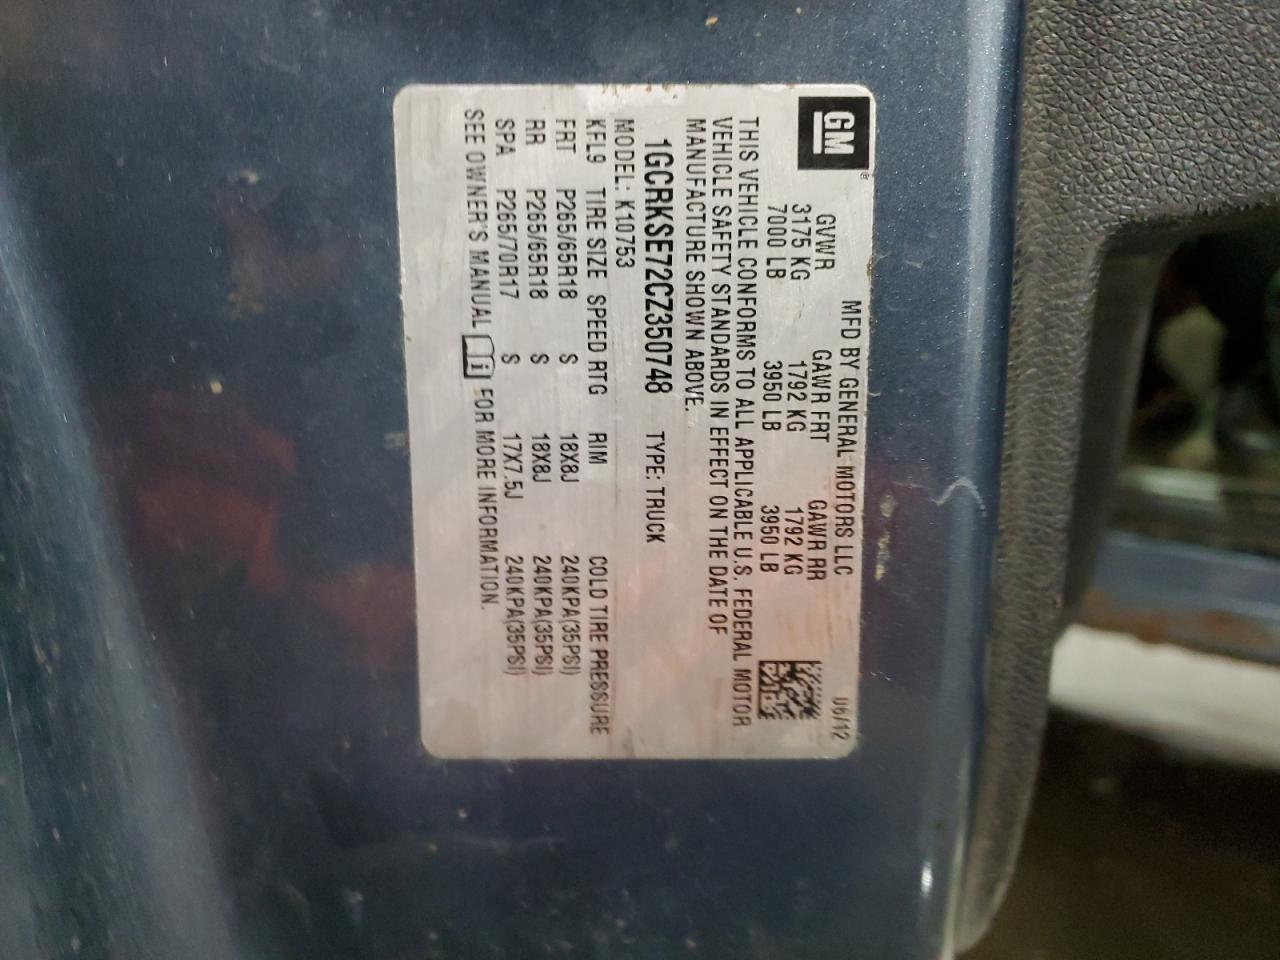 GM®
MFD BY GENERAL MOTORS LLC 06/12
GVWR GAWR FRT GAWR RR
3175 KG 1792 KG 1792 KG
7000 LB 3950 LB 3950 LB
THIS VEHICLE CONFORMS TO ALL APPLICABLE U.S. FEDERAL MOTOR
VEHICLE SAFETY STANDARDS IN EFFECT ON THE DATE OF
MANUFACTURE SHOWN ABOVE.
1GCRKSE72CZ350748 TYPE: TRUCK
MODEL: K10753
KFL9 TIRE SIZE SPEED RTG RIM COLD TIRE PRESSURE
FRT P265/65R18 S 18X8J 240KPA(35PSI)
RR P265/65R18 S 18X8J 240KPA(35PSI)
SPA P265/70R17 S 17X7.5J 240KPA(35PSI)
SEE OWNER'S MANUAL i FOR MORE INFORMATION.